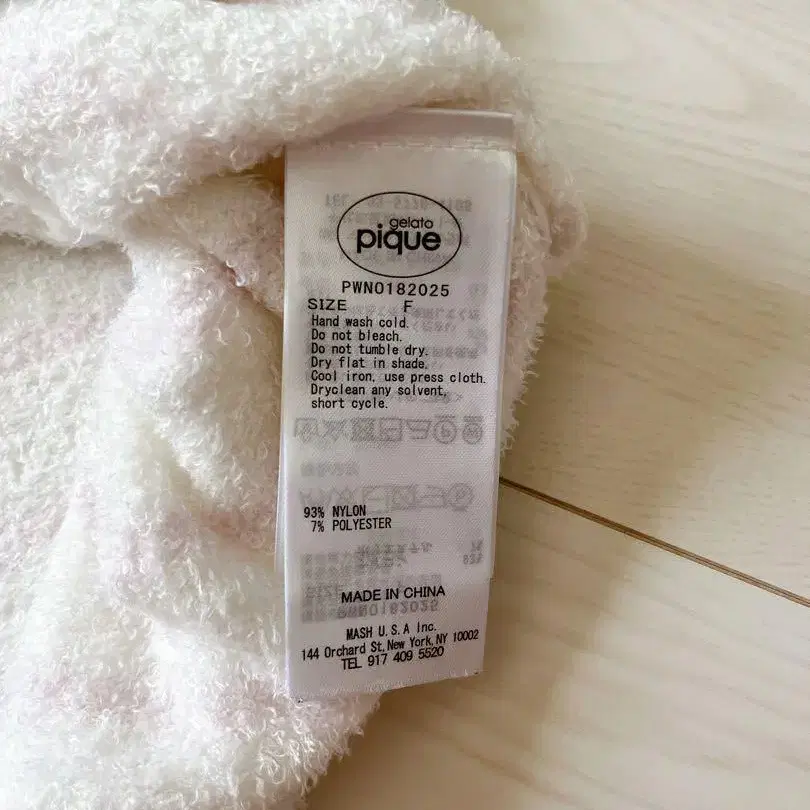 gelato
pique
PWNO182025
SIZE F
Hand wash cold.
Do not bleach.
Do not tumble dry.
Dry flat in shade.
Cool iron, use press cloth.
Dryclean any solvent,
short cycle.
93% NYLON
7% POLYESTER
MADE IN CHINA
MASH U.S.A Inc.
144 Orchard St, New York, NY 10002
TEL 917 409 5520